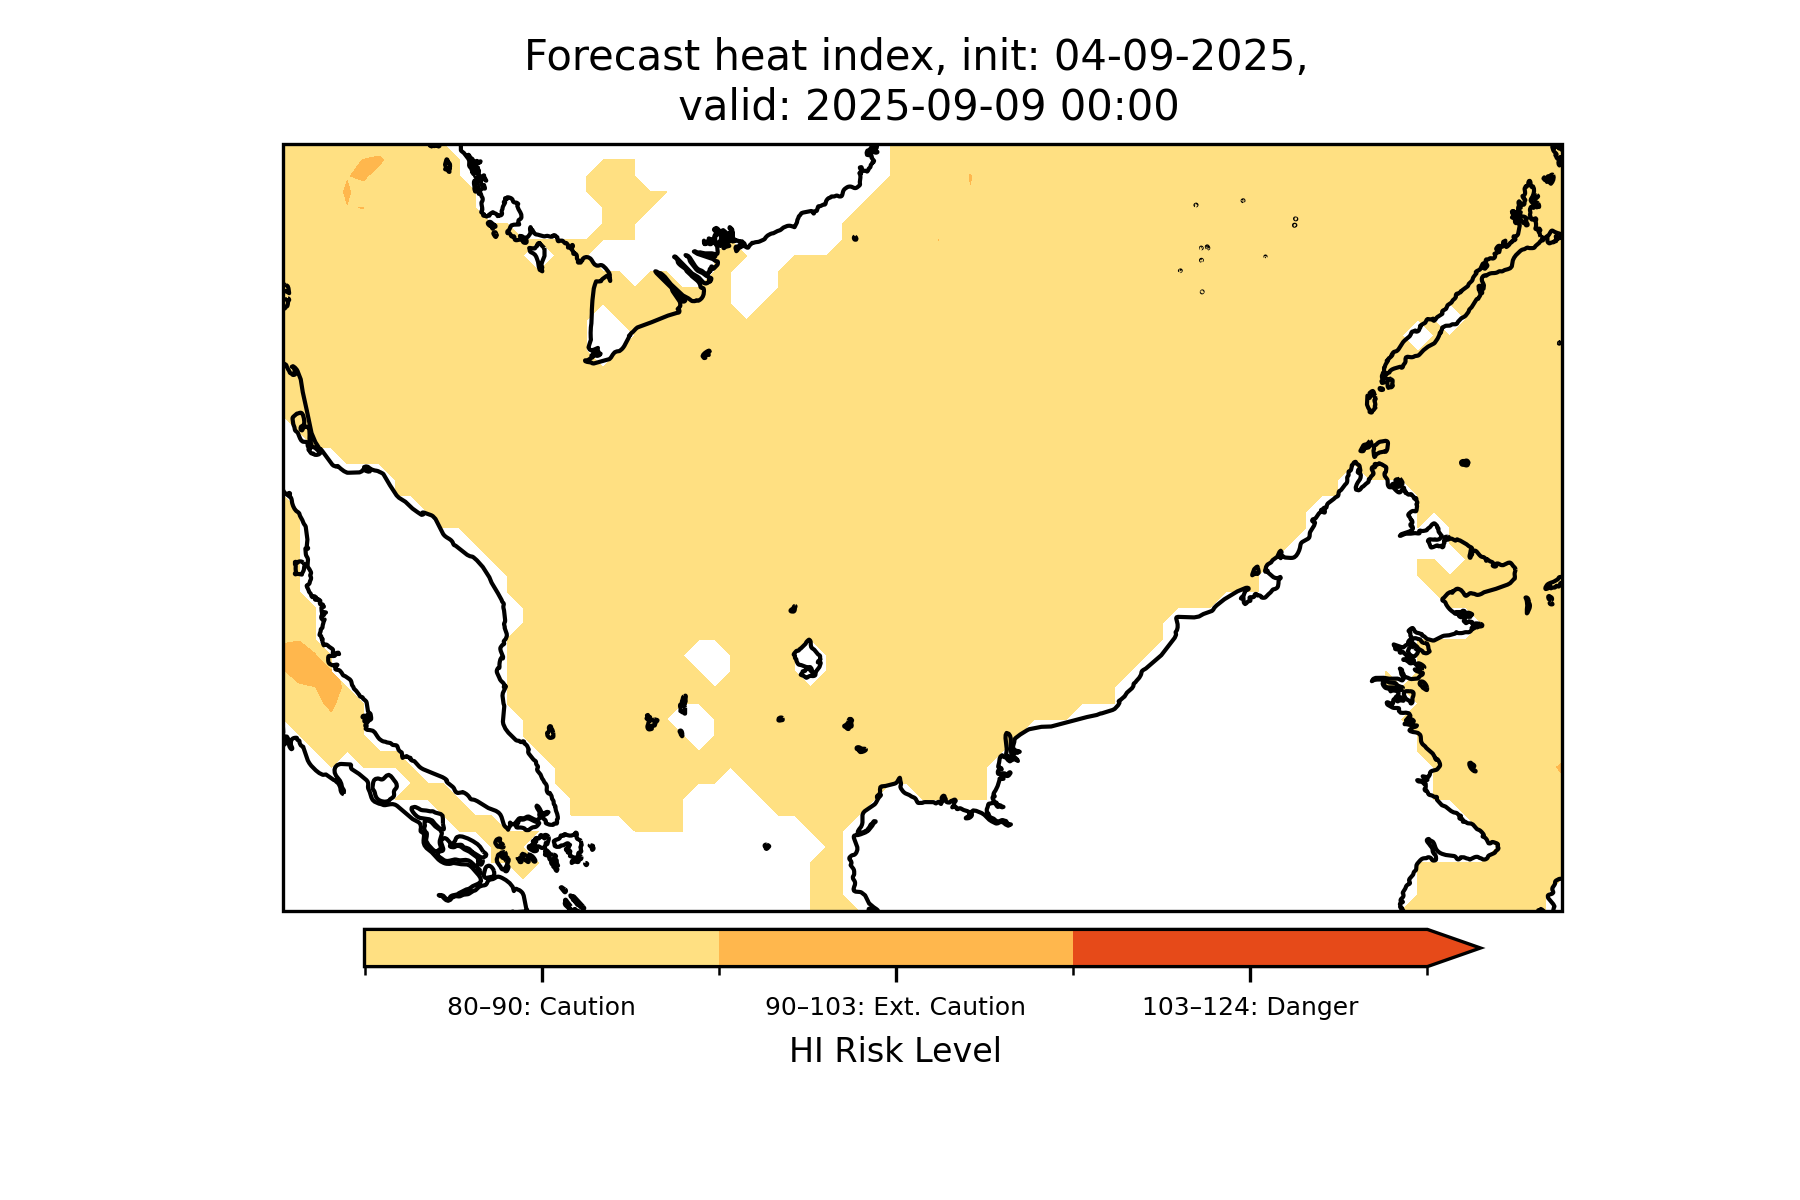 Forecast heat index, init: 04-09-2025,
valid: 2025-09-09 00:00
80–90: Caution
90–103: Ext. Caution
103–124: Danger
HI Risk Level